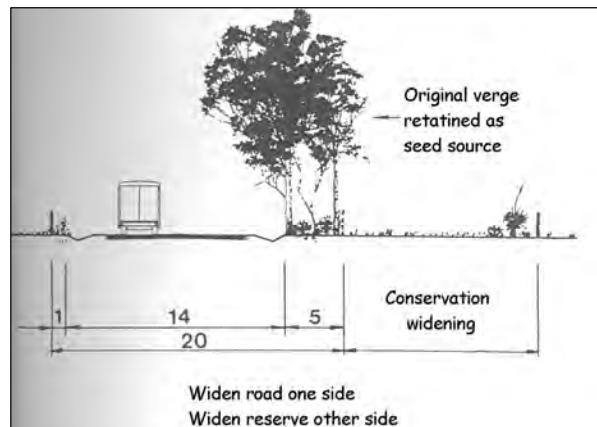 Original verge
retatined as
seed source
1
14
5
20
Conservation
widening
Widen road one side
Widen reserve other side